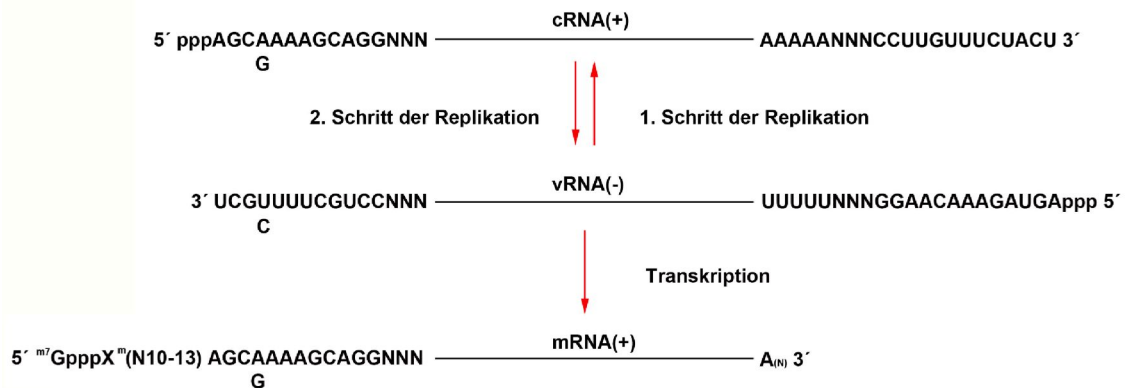 cRNA(+)
5´ pppAGCAAAAGCAGGNNN AAAAANNNCCUUGUUUCUACU 3´
G
2. Schritt der Replikation 1. Schritt der Replikation
vRNA(-)
3´ UCGUUUUCGUCCNNN UUUUUNNNGGAACAAAGAUGAppp 5´
C
Transkription
mRNA(+)
5´ m7GpppXm(N10-13) AGCAAAAGCAGGNNN A(N) 3´
G